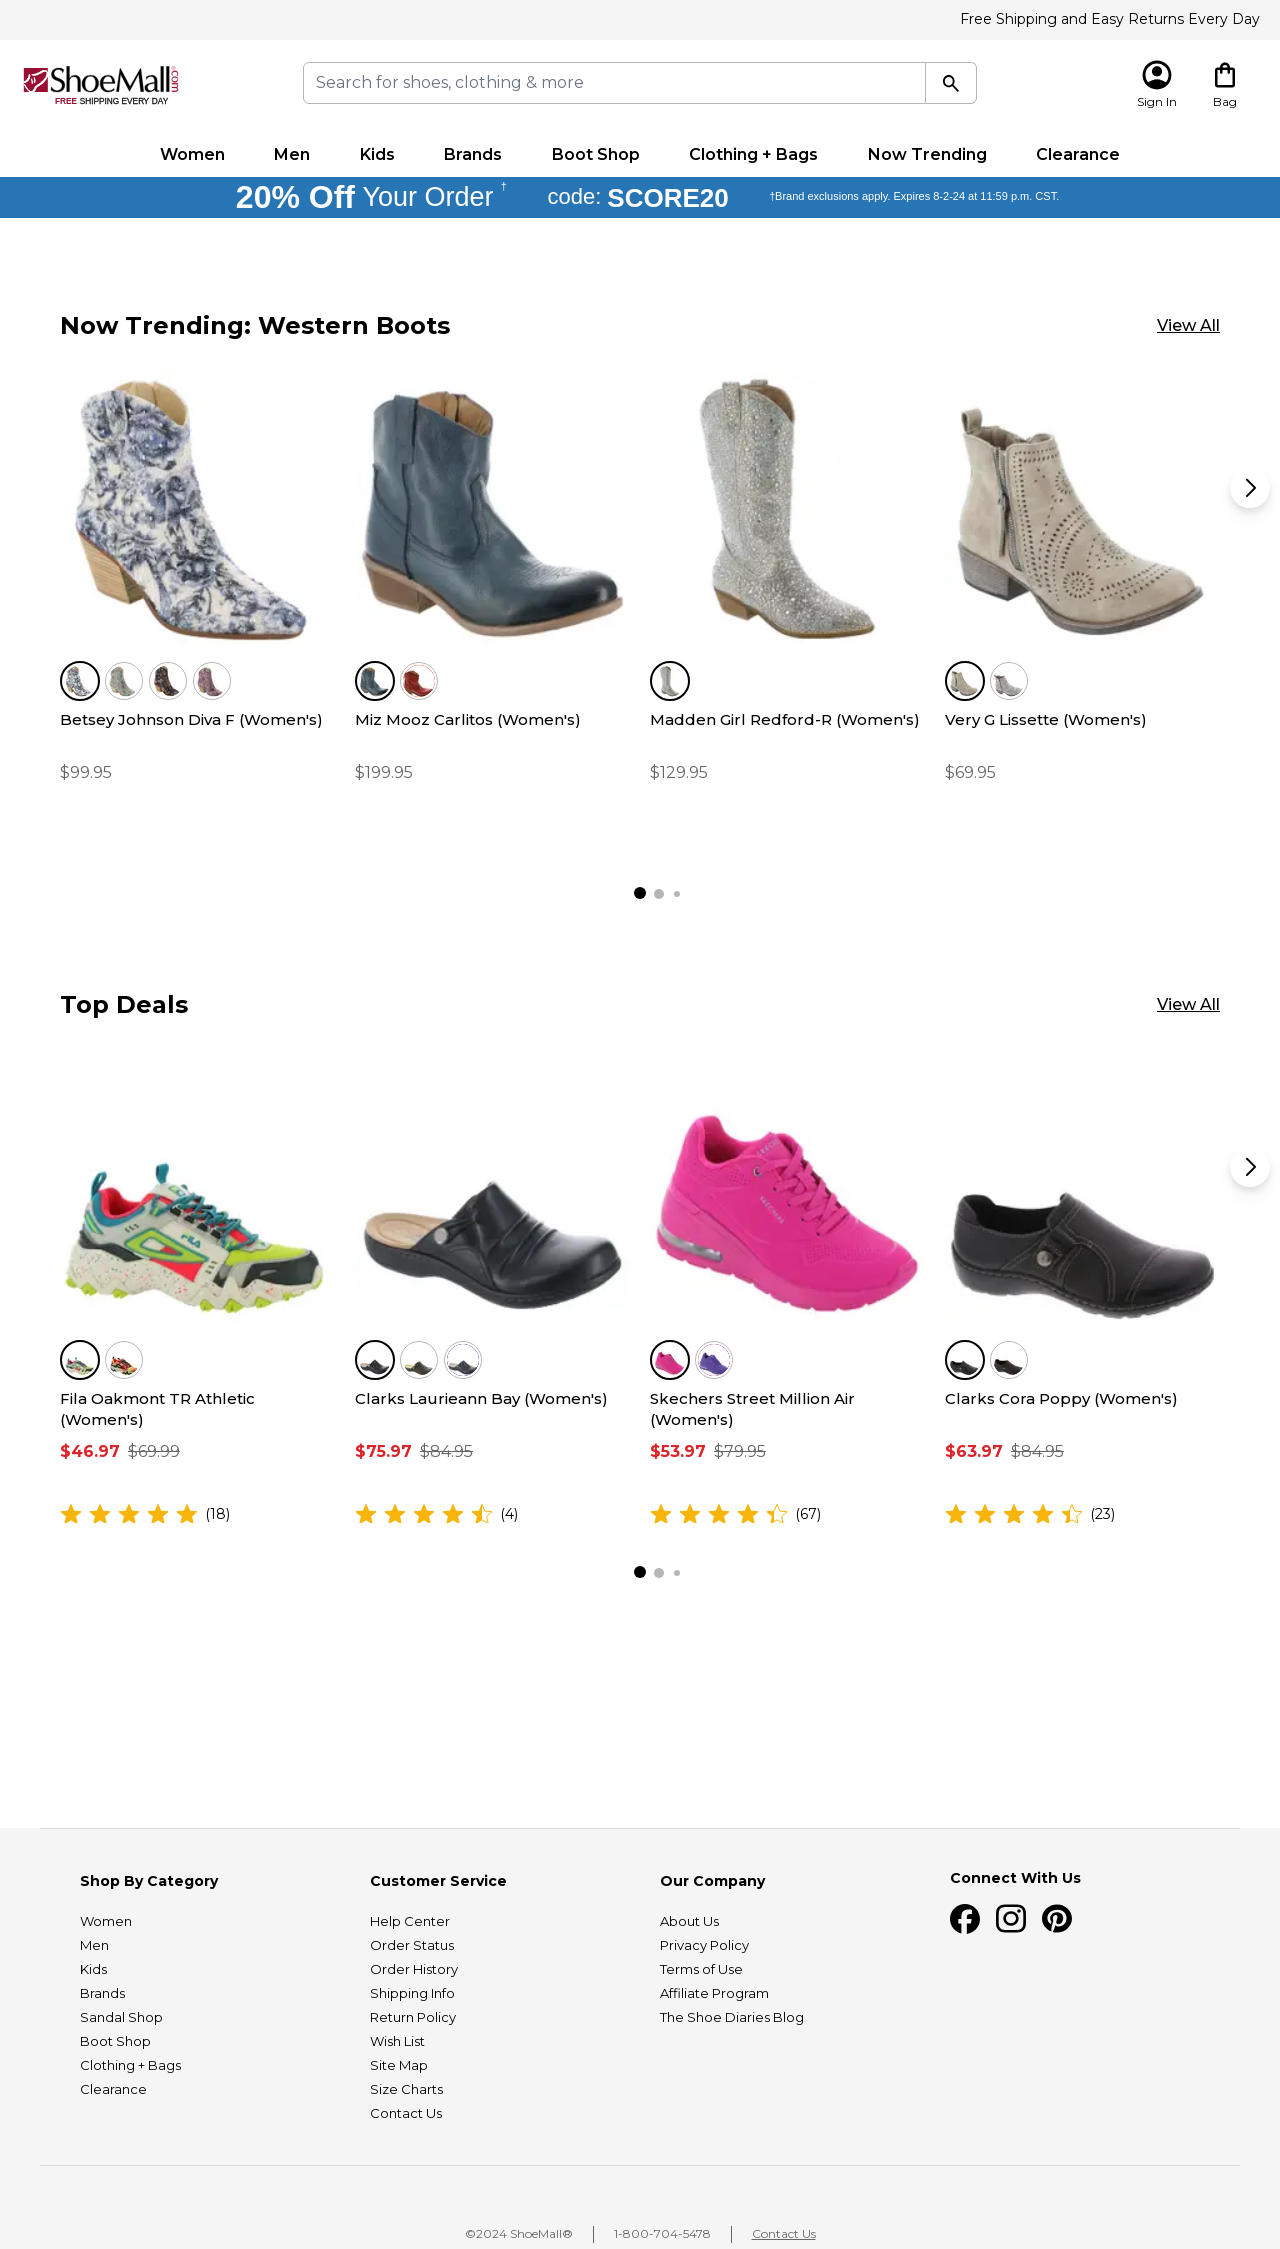 Free Shipping and Easy Returns Every Day
ShoeMall®.com
FREE SHIPPING EVERY DAY
Search for shoes, clothing & more
Sign In
Bag
Women Men Kids Brands Boot Shop Clothing + Bags Now Trending Clearance
20% Off Your Order † code: SCORE20 †Brand exclusions apply. Expires 8-2-24 at 11:59 p.m. CST.
Now Trending: Western Boots
View All
Betsey Johnson Diva F (Women's)
$99.95
Miz Mooz Carlitos (Women's)
$199.95
Madden Girl Redford-R (Women's)
$129.95
Very G Lissette (Women's)
$69.95
Top Deals
View All
FILA
SKECHERS
SKECHERS
Fila Oakmont TR Athletic
(Women's)
$46.97 $69.99
(18)
Clarks Laurieann Bay (Women's)
$75.97 $84.95
(4)
Skechers Street Million Air
(Women's)
$53.97 $79.95
(67)
Clarks Cora Poppy (Women's)
$63.97 $84.95
(23)
Shop By Category
Women
Men
Kids
Brands
Sandal Shop
Boot Shop
Clothing + Bags
Clearance
Customer Service
Help Center
Order Status
Order History
Shipping Info
Return Policy
Wish List
Site Map
Size Charts
Contact Us
Our Company
About Us
Privacy Policy
Terms of Use
Affiliate Program
The Shoe Diaries Blog
Connect With Us
©2024 ShoeMall® 1-800-704-5478 Contact Us